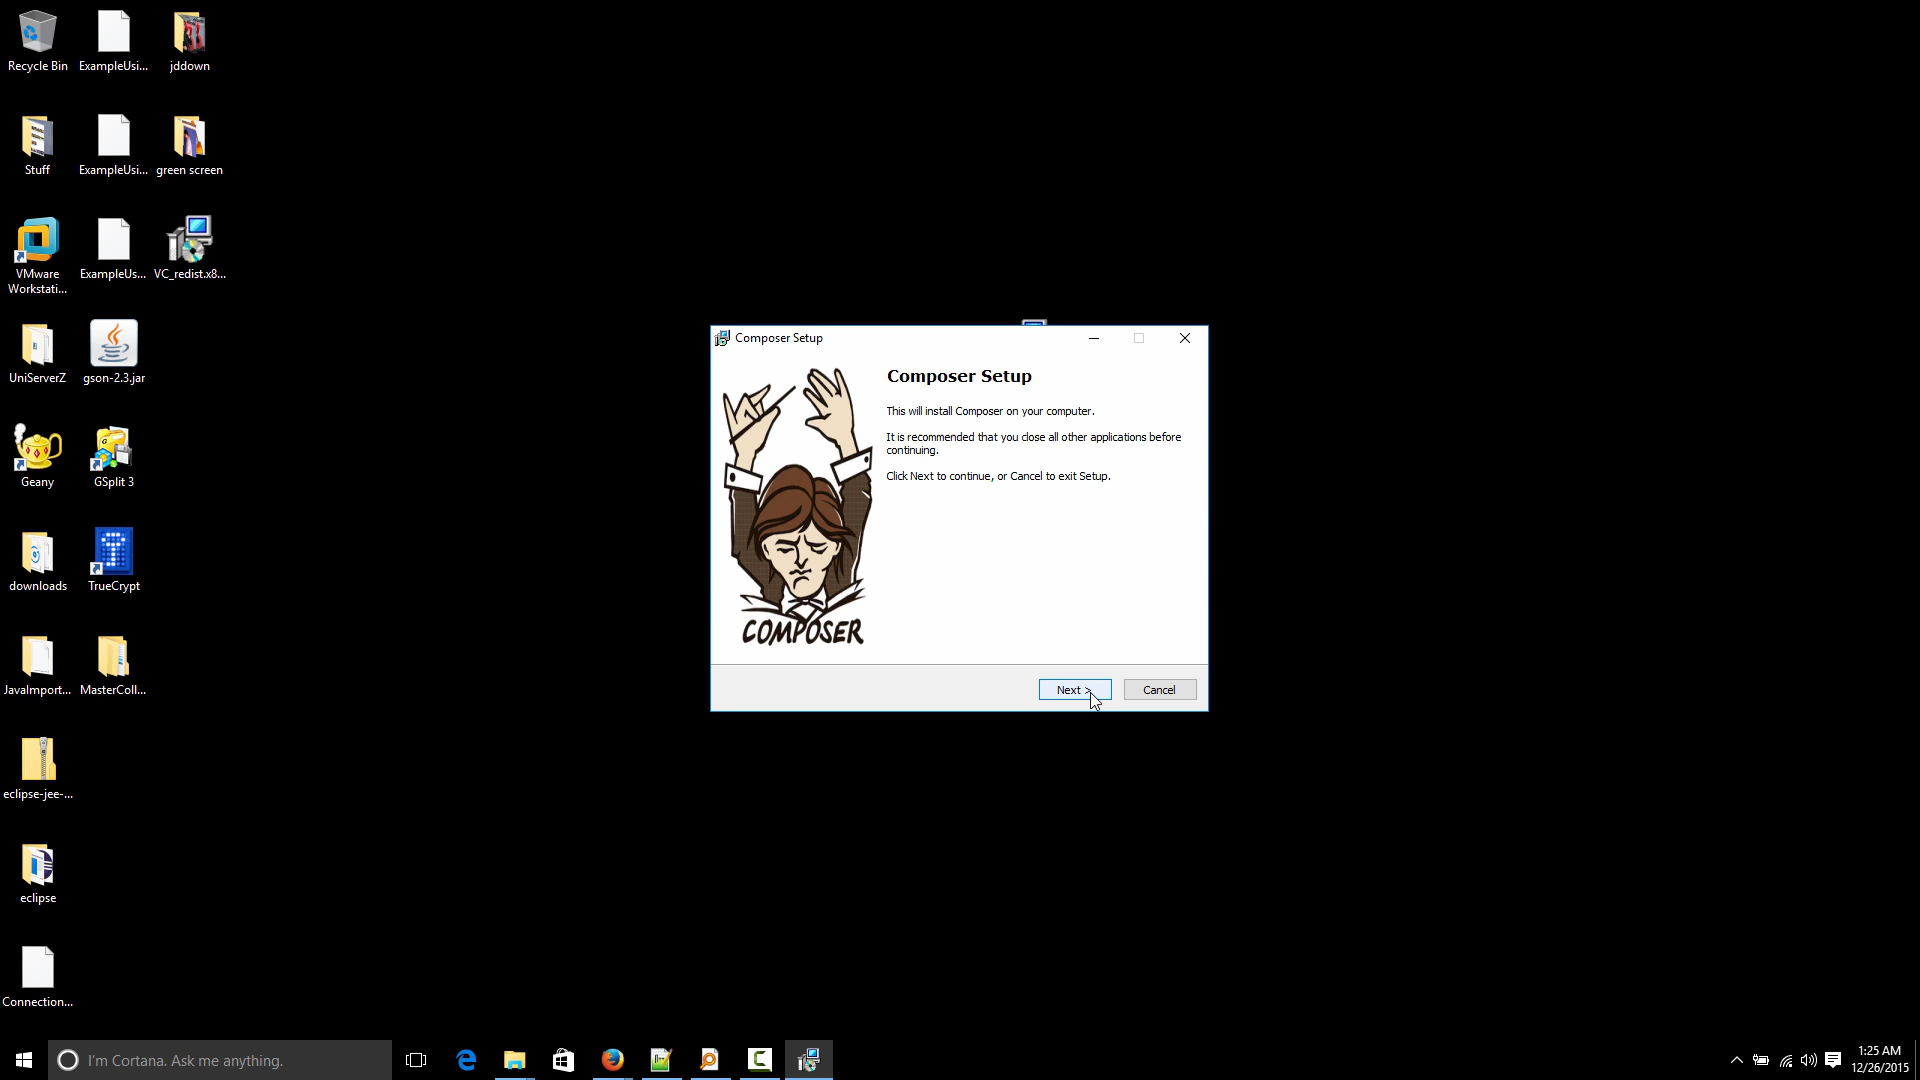 Recycle Bin
ExampleUsi...
jddown
Stuff
ExampleUsi...
green screen
VMware
Workstati...
ExampleUs...
VC_redist.x8...
UniServerZ
gson-2.3.jar
Geany
GSplit 3
downloads
TrueCrypt
JavaImport...
MasterColl...
eclipse-jee-...
eclipse
Connection...
Composer Setup
Composer Setup
This will install Composer on your computer.
It is recommended that you close all other applications before
continuing.
Click Next to continue, or Cancel to exit Setup.
COMPOSER
Next >
Cancel
I'm Cortana. Ask me anything.
1:25 AM
12/26/2015